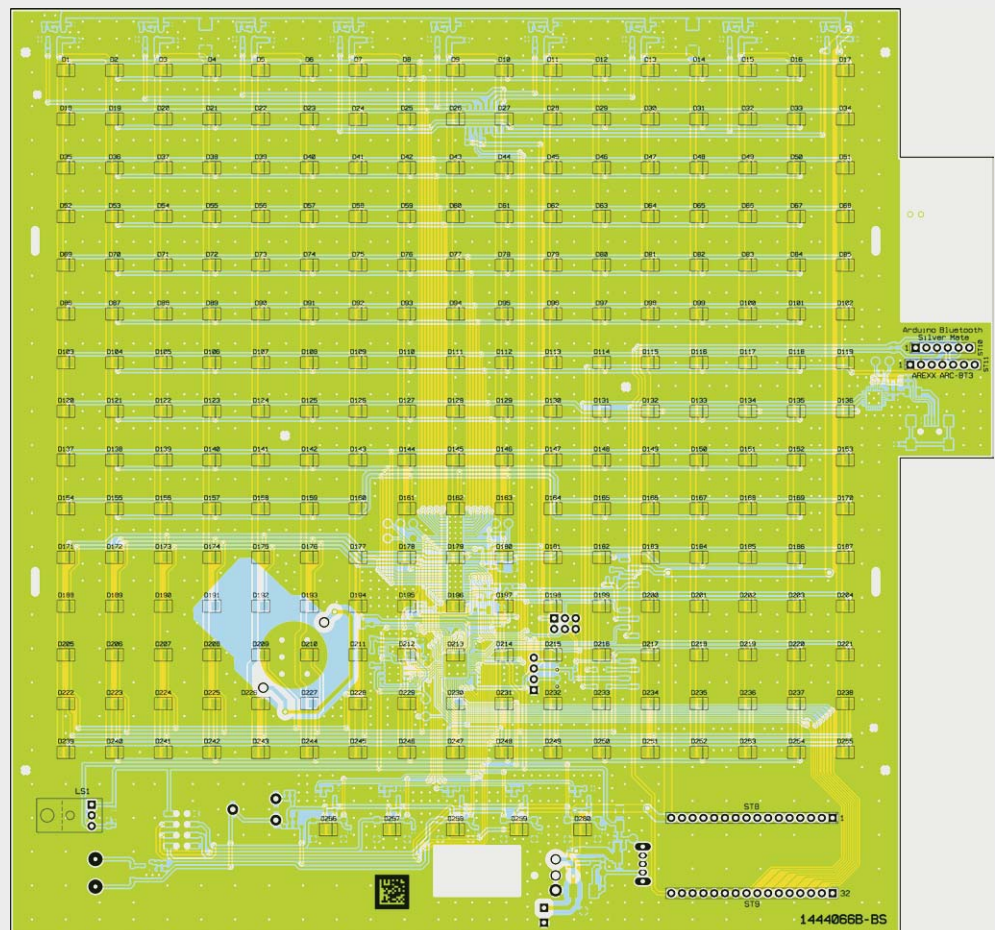 D1 D2 D3 D4 D5 D6 D7 D8 D9 D10 D11 D12 D13 D14 D15 D16 D17
D18 D19 D20 D21 D22 D23 D24 D25 D26 D27 D28 D29 D30 D31 D32 D33 D34
D35 D36 D37 D38 D39 D40 D41 D42 D43 D44 D45 D46 D47 D48 D49 D50 D51
D52 D53 D54 D55 D56 D57 D58 D59 D60 D61 D62 D63 D64 D65 D66 D67 D68
D69 D70 D71 D72 D73 D74 D75 D76 D77 D78 D79 D80 D81 D82 D83 D84 D85
D86 D87 D88 D89 D90 D91 D92 D93 D94 D95 D96 D97 D98 D99 D100 D101 D102
Arduino Bluetooth
Silver Mate
1 ST10
1 ST11
AREXX ARC-BT3
D103 D104 D105 D106 D107 D108 D109 D110 D111 D112 D113 D114 D115 D116 D117 D118 D119
D120 D121 D122 D123 D124 D125 D126 D127 D128 D129 D130 D131 D132 D133 D134 D135 D136
D137 D138 D139 D140 D141 D142 D143 D144 D145 D146 D147 D148 D149 D150 D151 D152 D153
D154 D155 D156 D157 D158 D159 D160 D161 D162 D163 D164 D165 D166 D167 D168 D169 D170
D171 D172 D173 D174 D175 D176 D177 D178 D179 D180 D181 D182 D183 D184 D185 D186 D187
D188 D189 D190 D191 D192 D193 D194 D195 D196 D197 D198 D199 D200 D201 D202 D203 D204
D205 D206 D207 D208 D209 D210 D211 D212 D213 D214 D215 D216 D217 D218 D219 D220 D221
D222 D223 D224 D225 D226 D227 D228 D229 D230 D231 D232 D233 D234 D235 D236 D237 D238
D239 D240 D241 D242 D243 D244 D245 D246 D247 D248 D249 D250 D251 D252 D253 D254 D255
LS1
ST8
1
D256 D257 D258 D259 D260
32
ST9
1444066B-BS